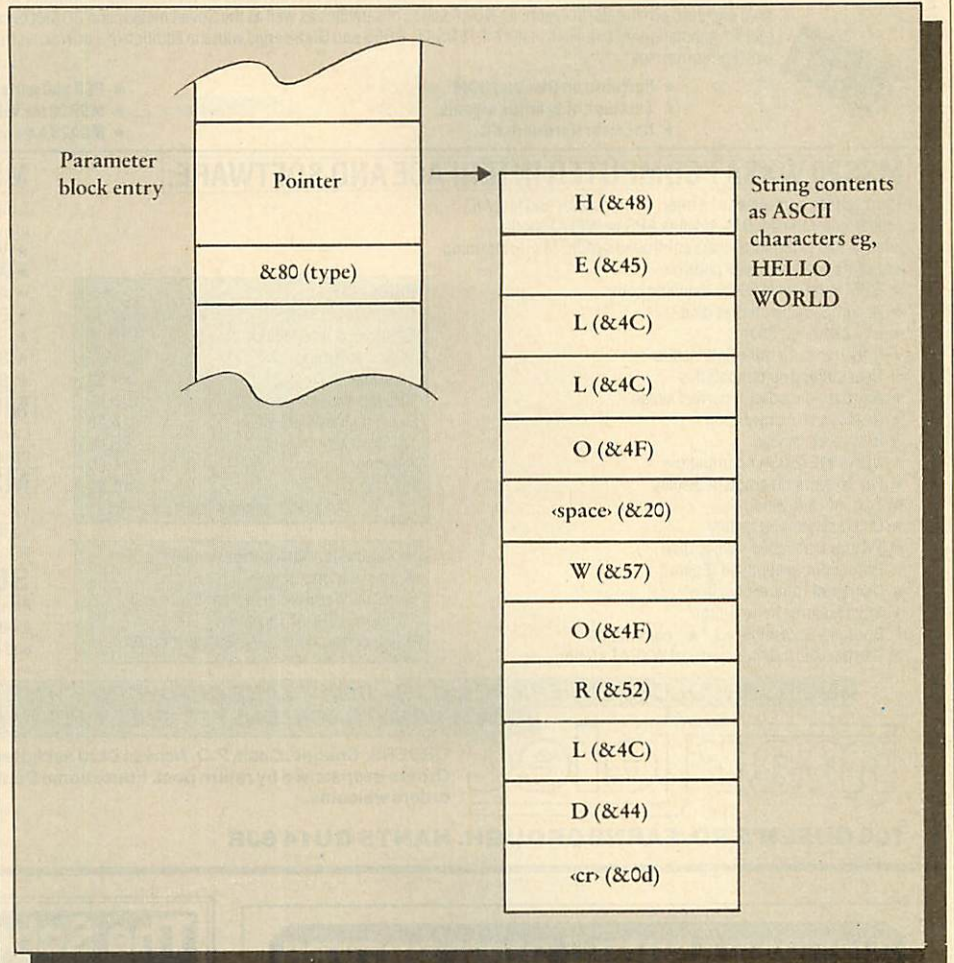 Parameter
block entry
Pointer
&80 (type)
H (&48)
E (&45)
L (&4C)
L (&4C)
O (&4F)
‹space› (&20)
W (&57)
O (&4F)
R (&52)
L (&4C)
D (&44)
‹cr› (&0d)
String contents
as ASCII
characters eg,
HELLO
WORLD